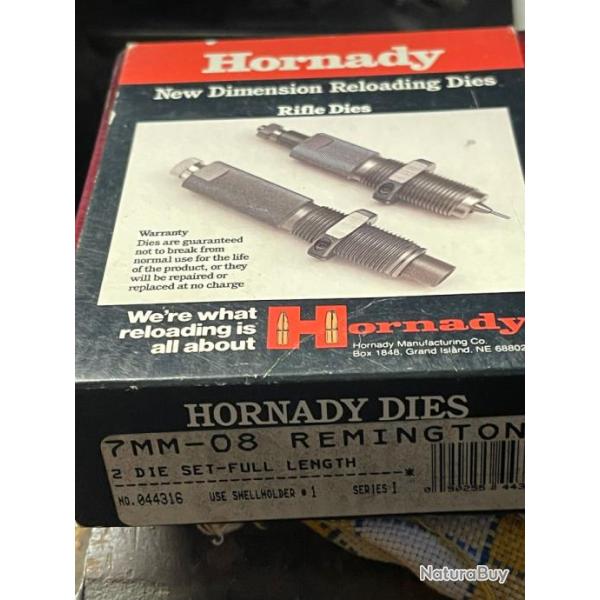 Hornady
New Dimension Reloading Dies
Rifle Dies
Warranty
Dies are guaranteed
not to break from
normal use for the life
of the product, or they
will be repaired or
replaced at no charge
We're what
reloading is
all about
Hornady
Hornady Manufacturing Co.
Box 1848, Grand Island, NE 68802
HORNADY DIES
7MM-08 REMINGTON
2 DIE SET-FULL LENGTH------*
NO.044316 USE SHELLHOLDER #1 SERIES I
NaturaBuy